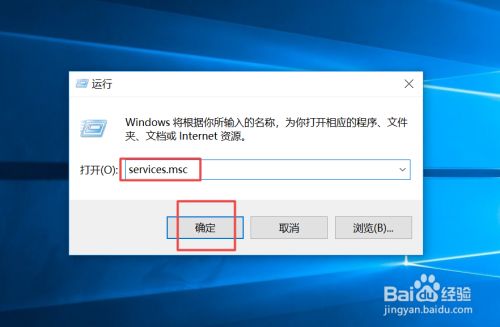 运行
Windows 将根据你所输入的名称，为你打开相应的程序、文件
夹、文档或 Internet 资源。
打开(O): services.msc
确定 取消 浏览(B)...
Bai du 经验
jingyan.baidu.com